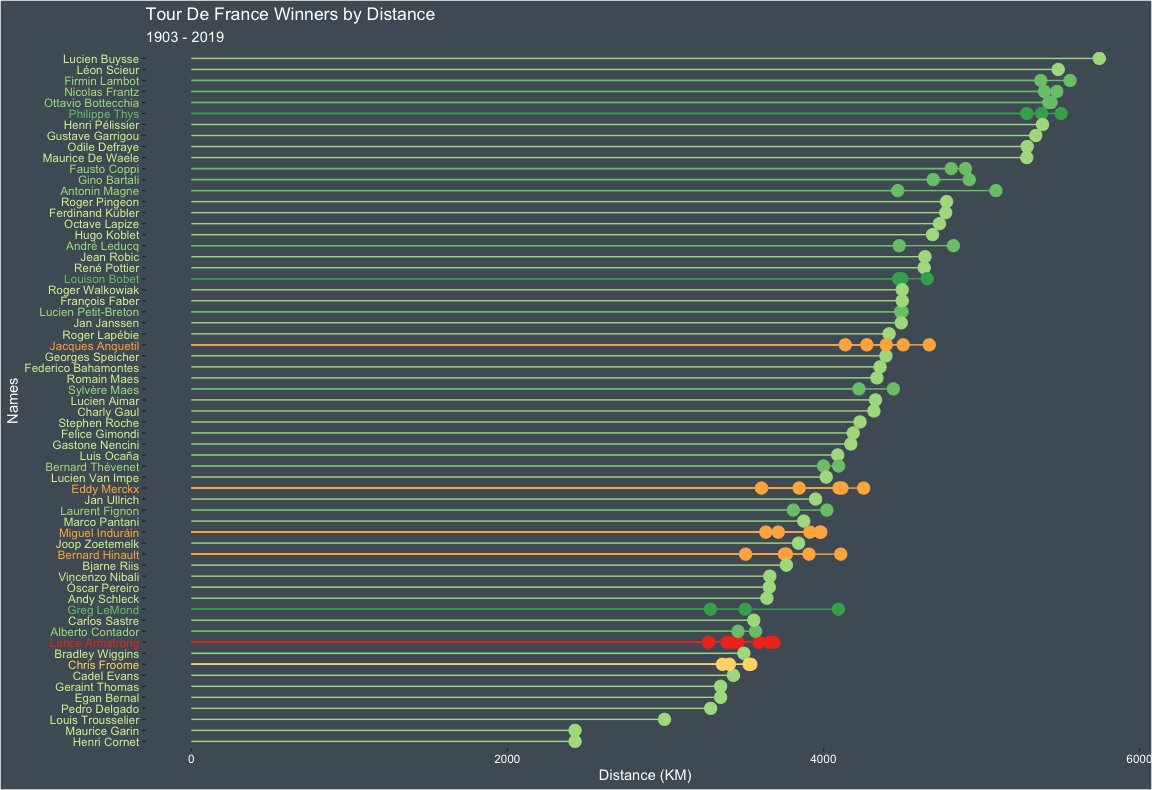 Tour De France Winners by Distance
1903 - 2019
Lucien Buysse
Léon Scieur
Firmin Lambot
Nicolas Frantz
Ottavio Bottecchia
Philippe Thys
Henri Pélissier
Gustave Garrigou
Odile Defraye
Maurice De Waele
Fausto Coppi
Gino Bartali
Antonin Magne
Roger Pingeon
Ferdinand Kübler
Octave Lapize
Hugo Koblet
André Leducq
Jean Robic
René Pottier
Louison Bobet
Roger Walkowiak
François Faber
Lucien Petit-Breton
Jan Janssen
Roger Lapébie
Jacques Anquetil
Georges Speicher
Federico Bahamontes
Romain Maes
Sylvère Maes
Lucien Aimar
Charly Gaul
Stephen Roche
Felice Gimondi
Gastone Nencini
Luis Ocaña
Bernard Thévenet
Lucien Van Impe
Eddy Merckx
Jan Ullrich
Laurent Fignon
Marco Pantani
Miguel Induráin
Joop Zoetemelk
Bernard Hinault
Bjarne Riis
Vincenzo Nibali
Óscar Pereiro
Andy Schleck
Greg LeMond
Carlos Sastre
Alberto Contador
Lance Armstrong
Bradley Wiggins
Chris Froome
Cadel Evans
Geraint Thomas
Egan Bernal
Pedro Delgado
Louis Trousselier
Maurice Garin
Henri Cornet
Names
0 2000 4000 6000
Distance (KM)